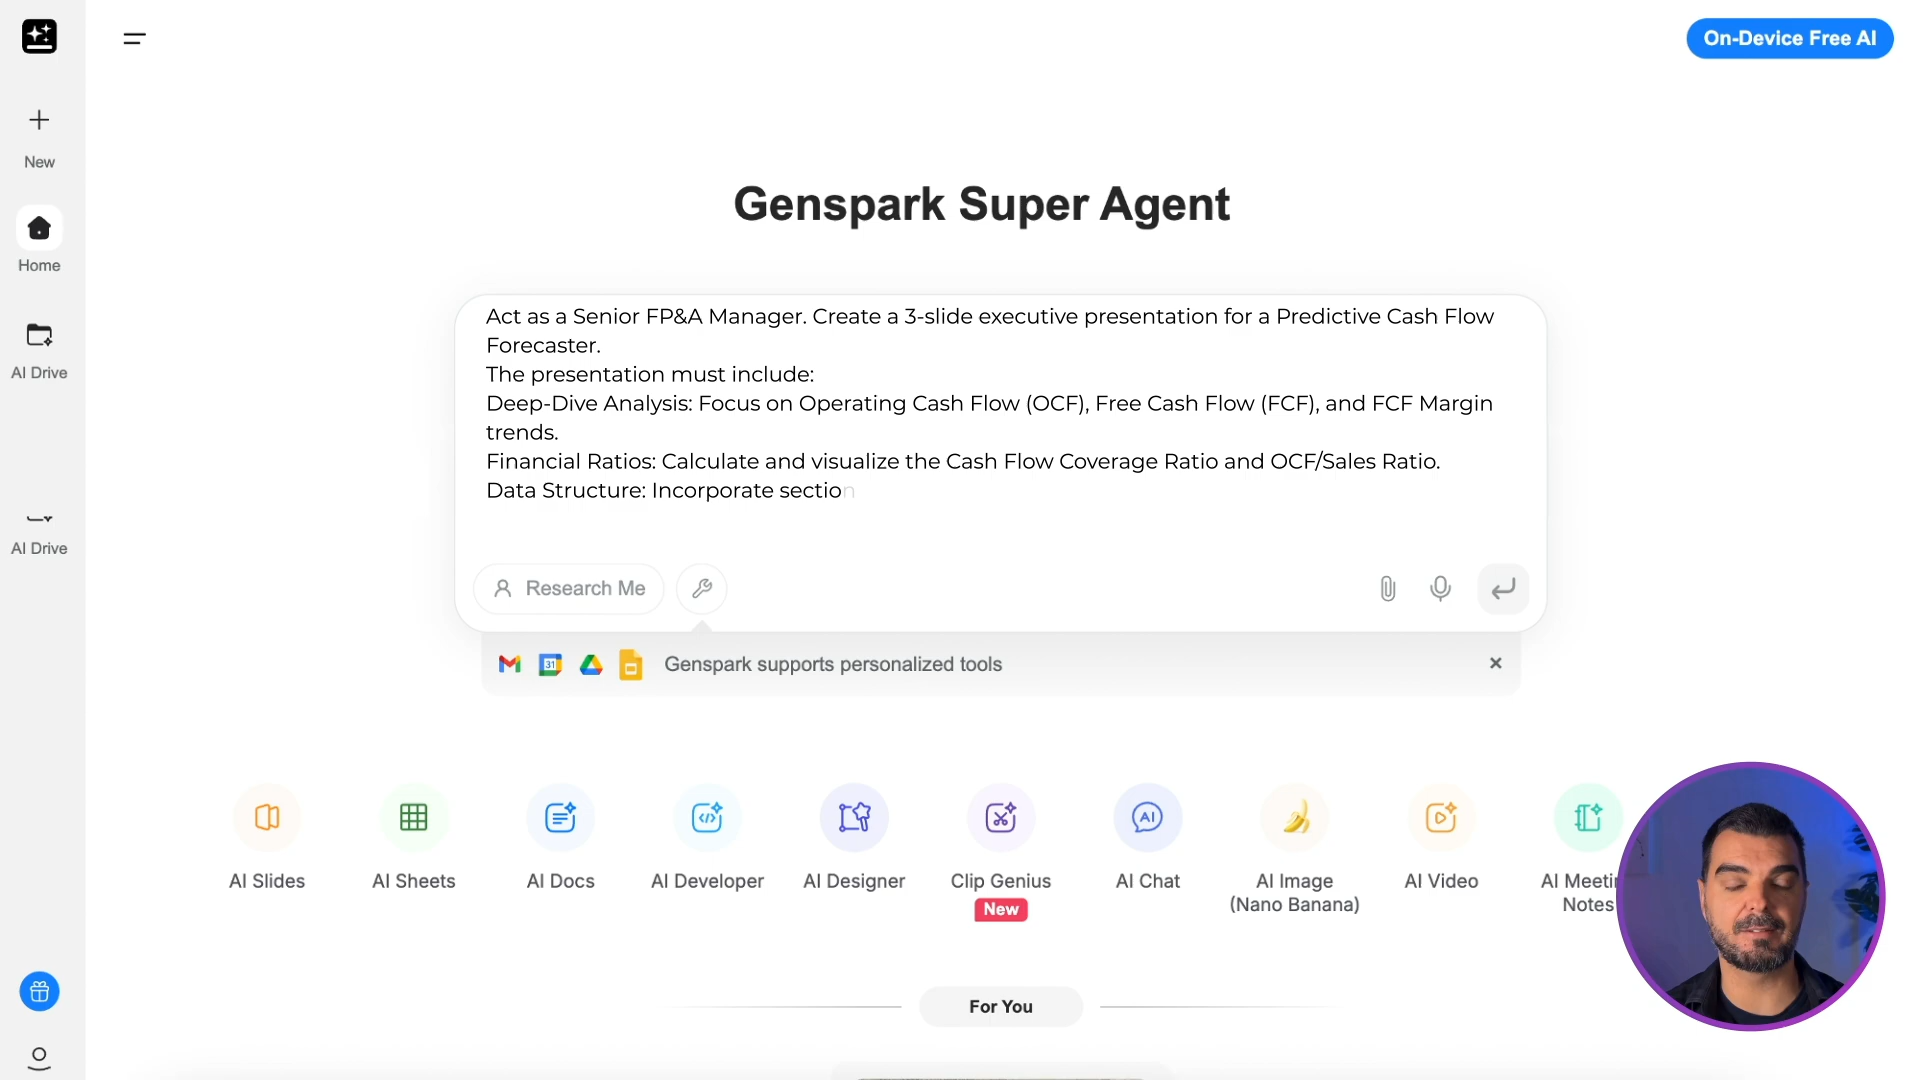 On-Device Free AI
New
Home
AI Drive
AI Drive
Genspark Super Agent
Act as a Senior FP&A Manager. Create a 3-slide executive presentation for a Predictive Cash Flow
Forecaster.
The presentation must include:
Deep-Dive Analysis: Focus on Operating Cash Flow (OCF), Free Cash Flow (FCF), and FCF Margin
trends.
Financial Ratios: Calculate and visualize the Cash Flow Coverage Ratio and OCF/Sales Ratio.
Data Structure: Incorporate section
Research Me
31
Genspark supports personalized tools
AI
AI Slides
AI Sheets
AI Docs
AI Developer
AI Designer
Clip Genius
New
AI Chat
AI Image
(Nano Banana)
AI Video
AI Meetin
Notes
For You